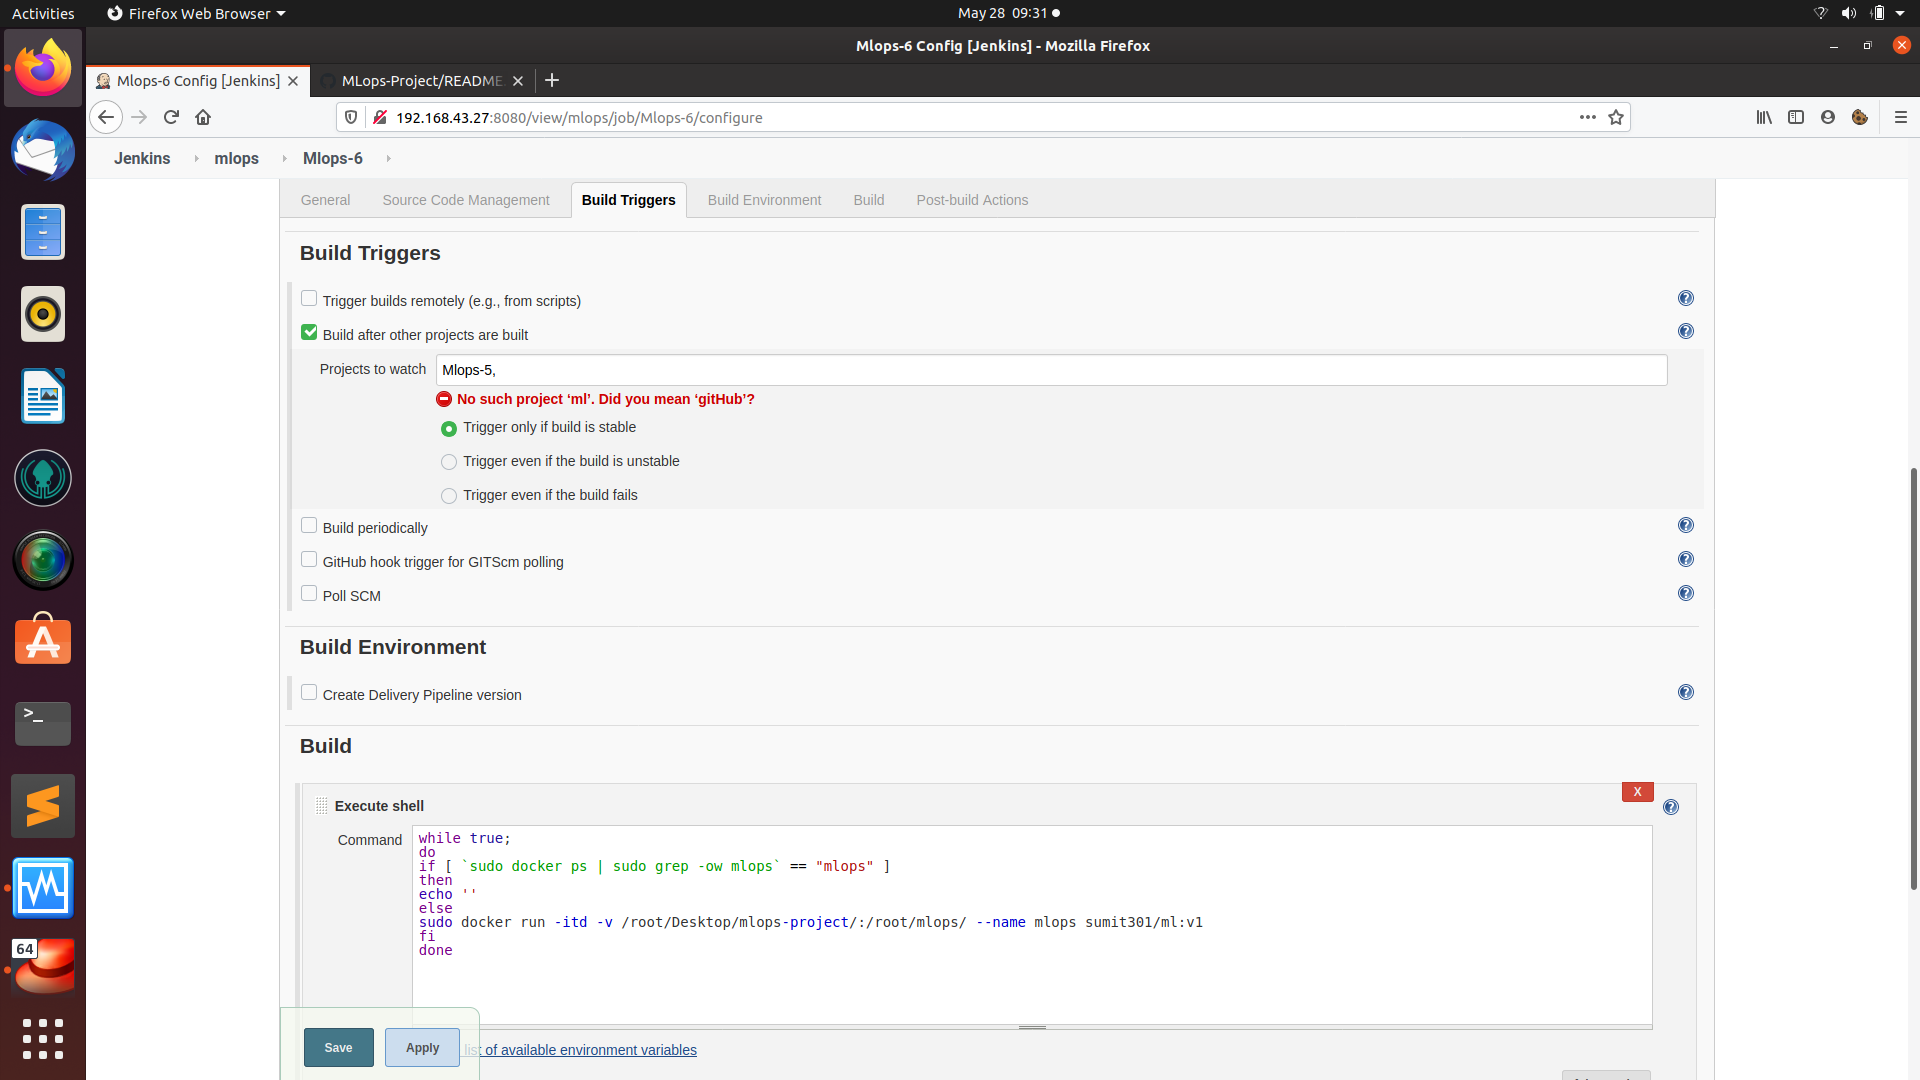 Activities
Firefox Web Browser
May 28 09:31
Mlops-6 Config [Jenkins] - Mozilla Firefox
Mlops-6 Config [Jenkins]
MLops-Project/README.
192.168.43.27:8080/view/mlops/job/Mlops-6/configure
Jenkins
mlops
Mlops-6
General
Source Code Management
Build Triggers
Build Environment
Build
Post-build Actions
Build Triggers
Trigger builds remotely (e.g., from scripts)
Build after other projects are built
Projects to watch
Mlops-5,
No such project ‘ml’. Did you mean ‘gitHub’?
Trigger only if build is stable
Trigger even if the build is unstable
Trigger even if the build fails
Build periodically
GitHub hook trigger for GITScm polling
Poll SCM
Build Environment
Create Delivery Pipeline version
Build
X
Execute shell
Command
while true;
do
if [ `sudo docker ps | sudo grep -ow mlops` == "mlops" ]
then
echo ''
else
sudo docker run -itd -v /root/Desktop/mlops-project/:/root/mlops/ --name mlops sumit301/ml:v1
fi
done
64
Save
Apply
list of available environment variables